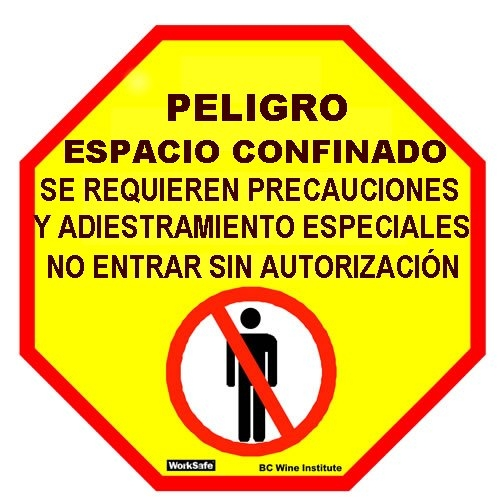 PELIGRO
ESPACIO CONFINADO
SE REQUIEREN PRECAUCIONES
Y ADIESTRAMIENTO ESPECIALES
NO ENTRAR SIN AUTORIZACIÓN
WorkSafe BC Wine Institute